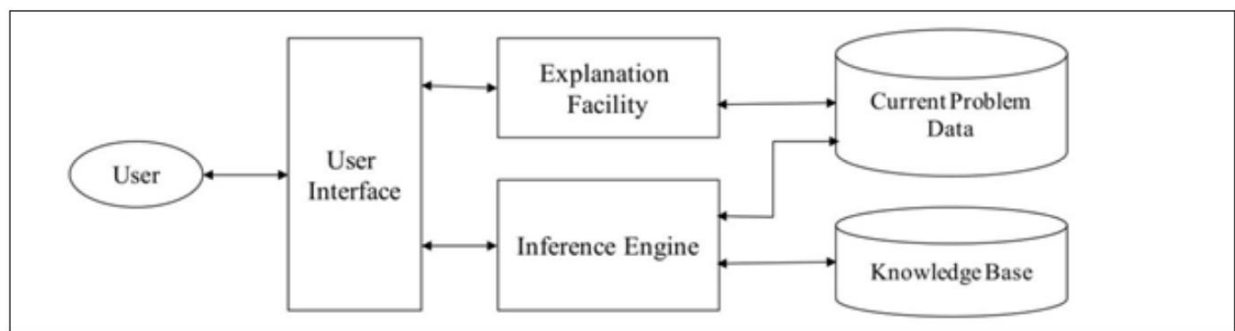 User
User
Interface
Explanation
Facility
Inference Engine
Current Problem
Data
Knowledge Base